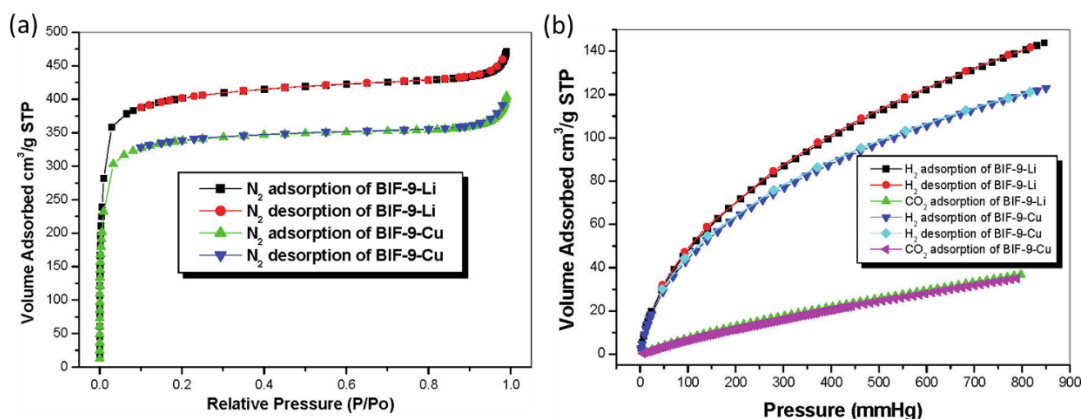 (a)
Volume Adsorbed cm³/g STP
500
450
400
350
300
250
200
150
100
50
0
N₂ adsorption of BIF-9-Li
N₂ desorption of BIF-9-Li
N₂ adsorption of BIF-9-Cu
N₂ desorption of BIF-9-Cu
0.0 0.2 0.4 0.6 0.8 1.0
Relative Pressure (P/Po)
(b)
Volume Adsorbed cm³/g STP
140
120
100
80
60
40
20
0
H₂ adsorption of BIF-9-Li
H₂ desorption of BIF-9-Li
CO₂ adsorption of BIF-9-Li
H₂ adsorption of BIF-9-Cu
H₂ desorption of BIF-9-Cu
CO₂ adsorption of BIF-9-Cu
0 100 200 300 400 500 600 700 800 900
Pressure (mmHg)